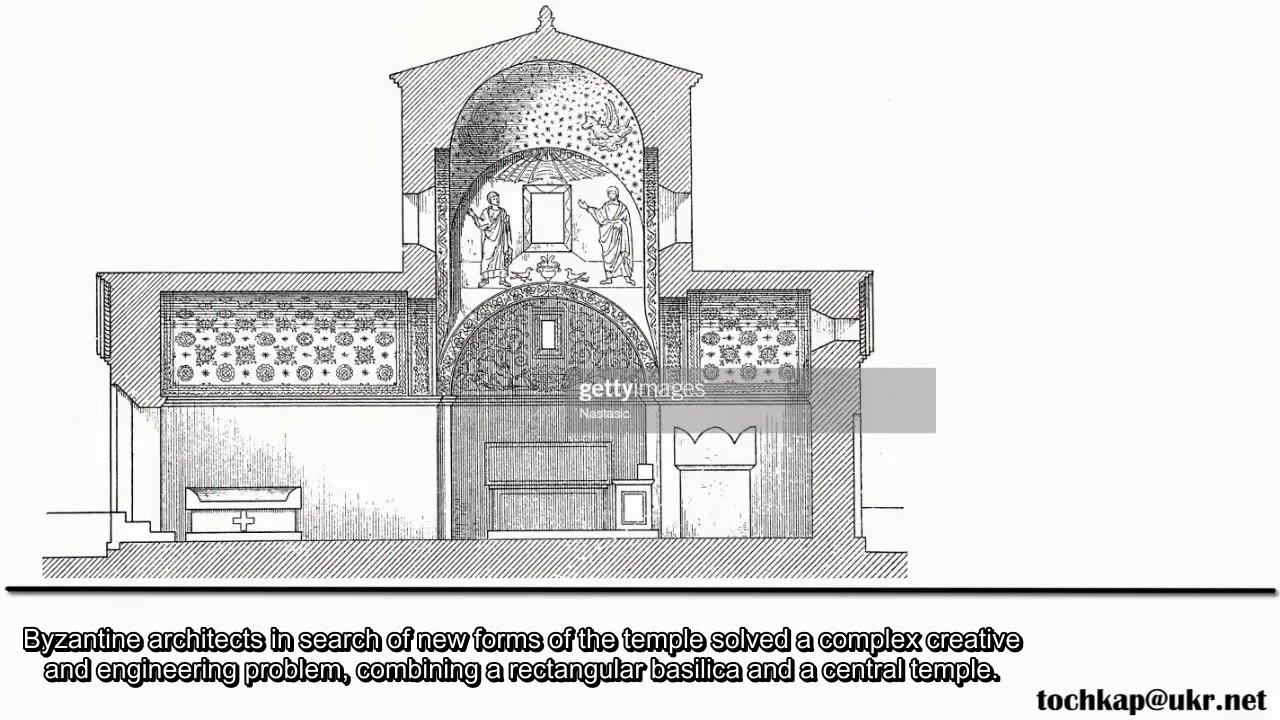 gettyimages
Nastasic
Byzantine architects in search of new forms of the temple solved a complex creative
and engineering problem, combining a rectangular basilica and a central temple.
tochkap@ukr.net